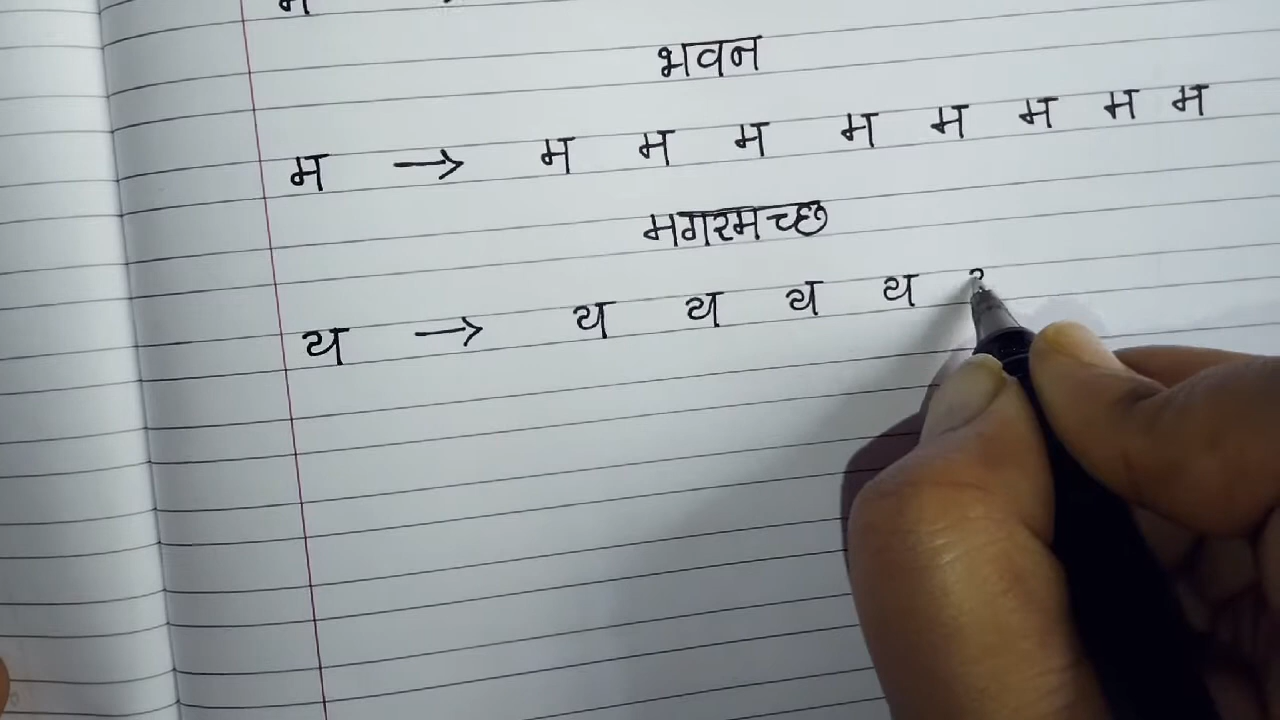 भवन
म → म म म म म म म म
मगरमच्छ
य → य य य य